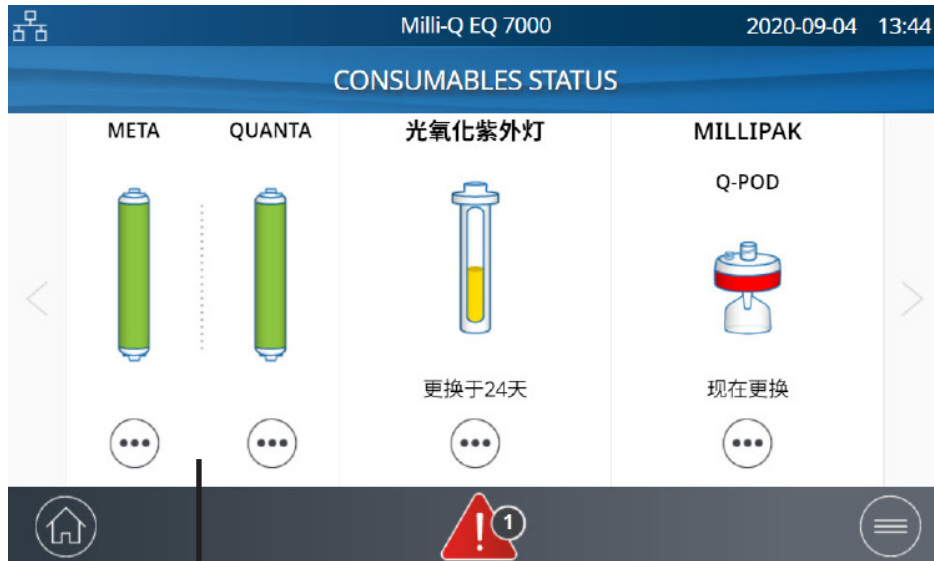 Milli-Q EQ 7000
2020-09-04 13:44
CONSUMABLES STATUS
META
QUANTA
光氧化紫外灯
MILLIPAK
Q-POD
更换于24天
现在更换
1